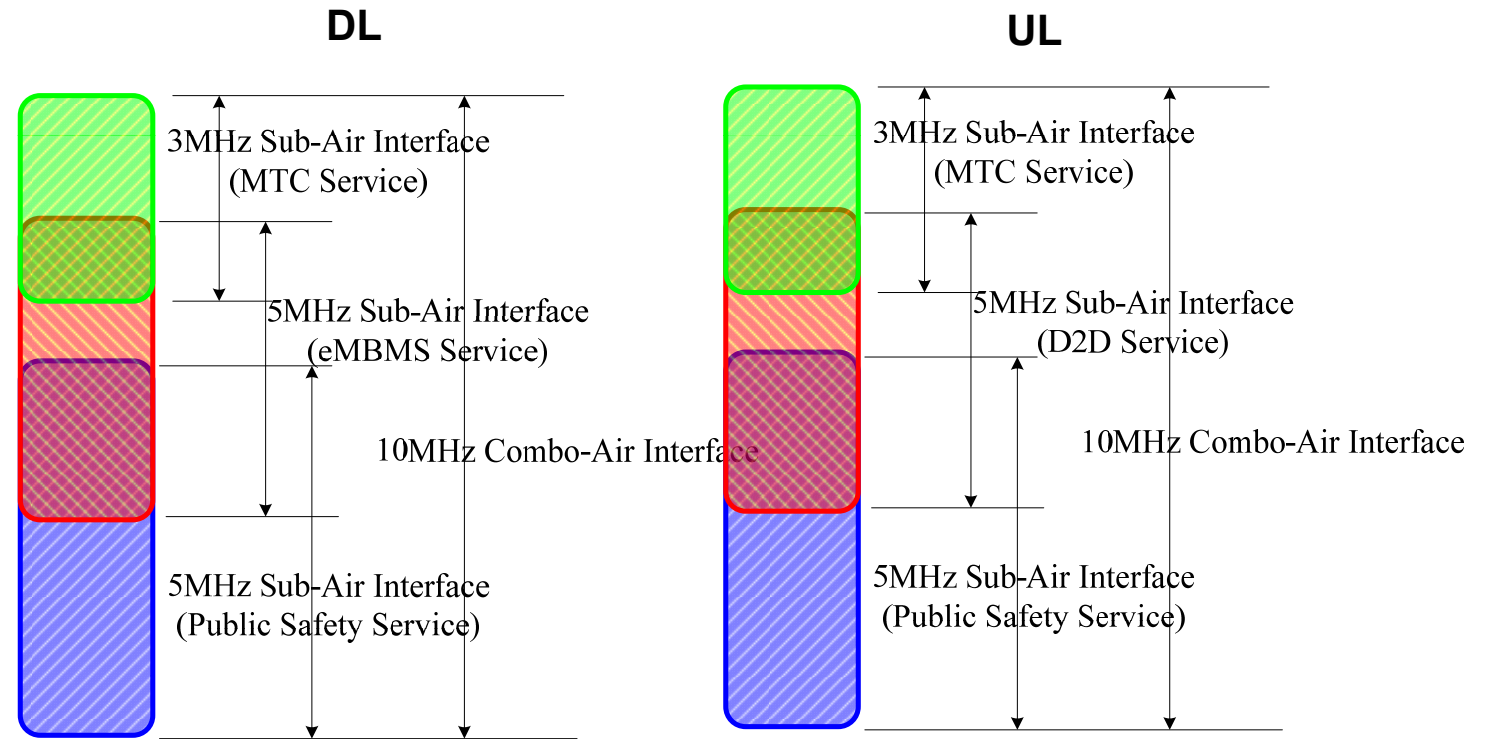 DL
3MHz Sub-Air Interface
(MTC Service)
5MHz Sub-Air Interface
(eMBMS Service)
10MHz Combo-Air Interface
5MHz Sub-Air Interface
(Public Safety Service)
UL
3MHz Sub-Air Interface
(MTC Service)
5MHz Sub-Air Interface
(D2D Service)
10MHz Combo-Air Interface
5MHz Sub-Air Interface
(Public Safety Service)